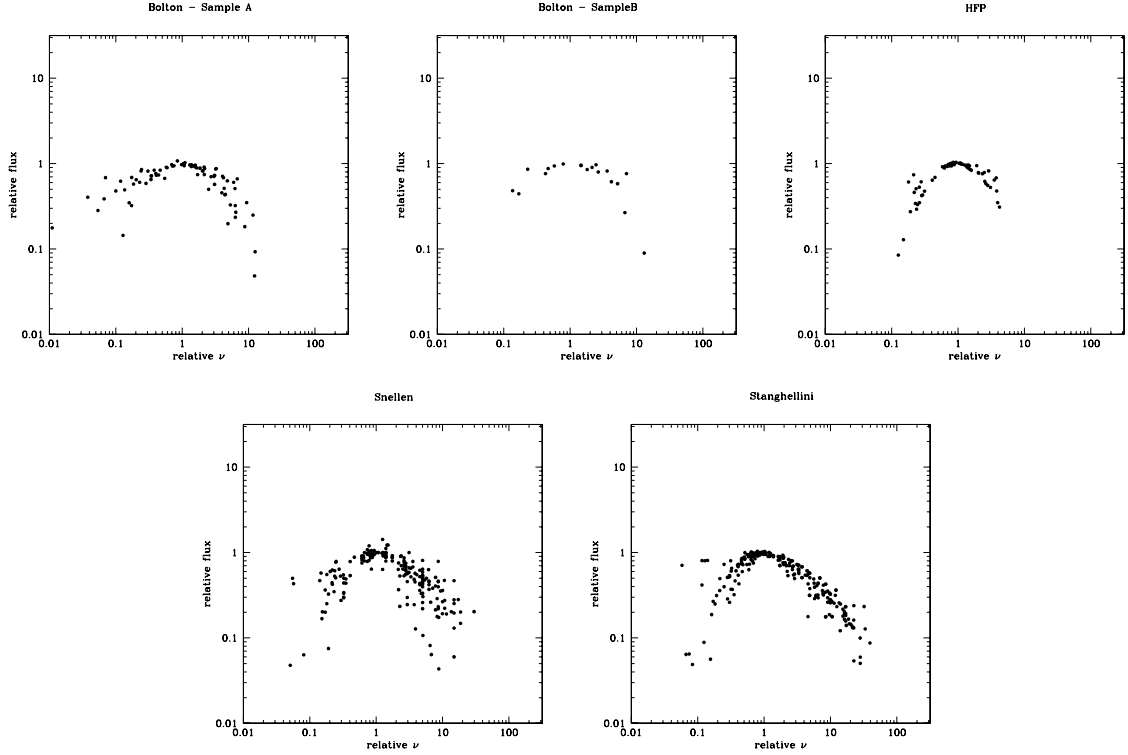 Bolton – Sample A
Bolton – SampleB
HFP
10
10
10
relative flux
1
relative flux
1
relative flux
1
0.1
0.1
0.1
0.01
0.01
0.01
0.01 0.1 1 10 100
0.01 0.1 1 10 100
0.01 0.1 1 10 100
relative ν
relative ν
relative ν
Snellen
Stanghellini
10
10
relative flux
1
relative flux
1
0.1
0.1
0.01
0.01
0.01 0.1 1 10 100
0.01 0.1 1 10 100
relative ν
relative ν